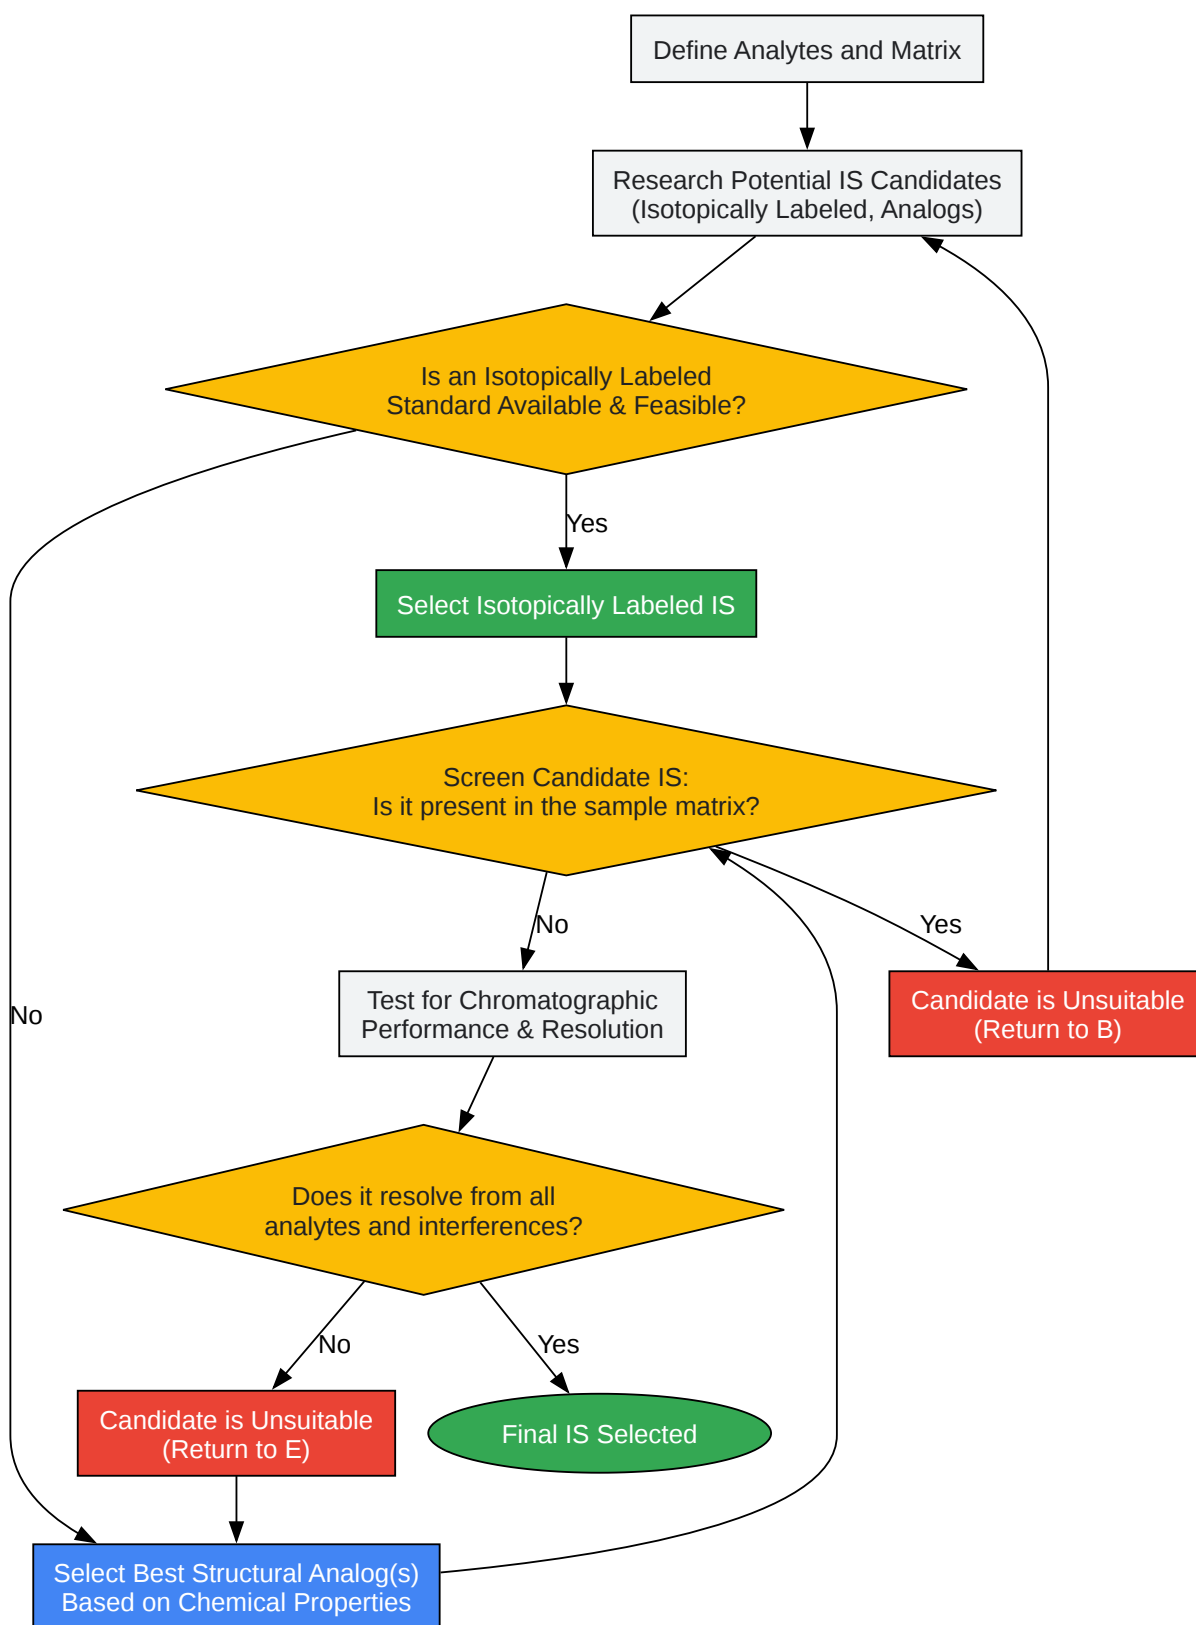 Define Analytes and Matrix
Research Potential IS Candidates
(Isotopically Labeled, Analogs)
Is an Isotopically Labeled
Standard Available & Feasible?
Yes
Select Isotopically Labeled IS
Screen Candidate IS:
Is it present in the sample matrix?
No
Yes
Test for Chromatographic
Performance & Resolution
Candidate is Unsuitable
(Return to B)
No
Does it resolve from all
analytes and interferences?
No
Yes
Candidate is Unsuitable
(Return to E)
Final IS Selected
Select Best Structural Analog(s)
Based on Chemical Properties